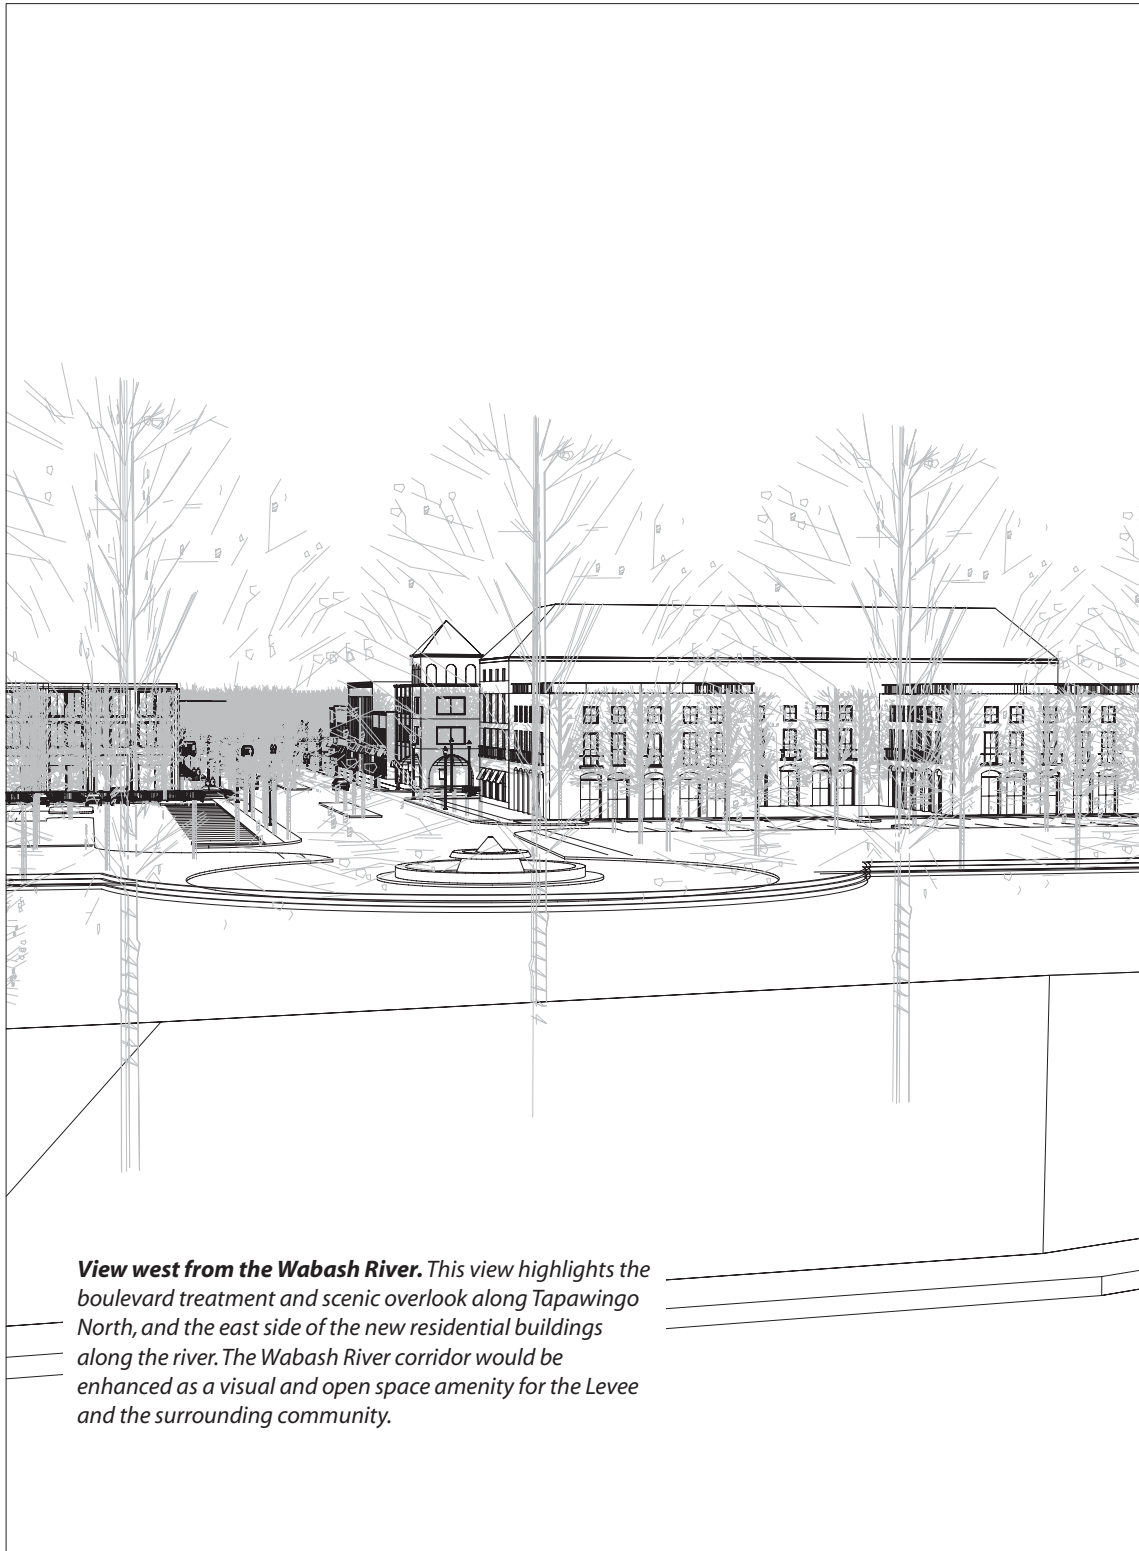 View west from the Wabash River. This view highlights the
boulevard treatment and scenic overlook along Tapawingo
North, and the east side of the new residential buildings
along the river. The Wabash River corridor would be
enhanced as a visual and open space amenity for the Levee
and the surrounding community.